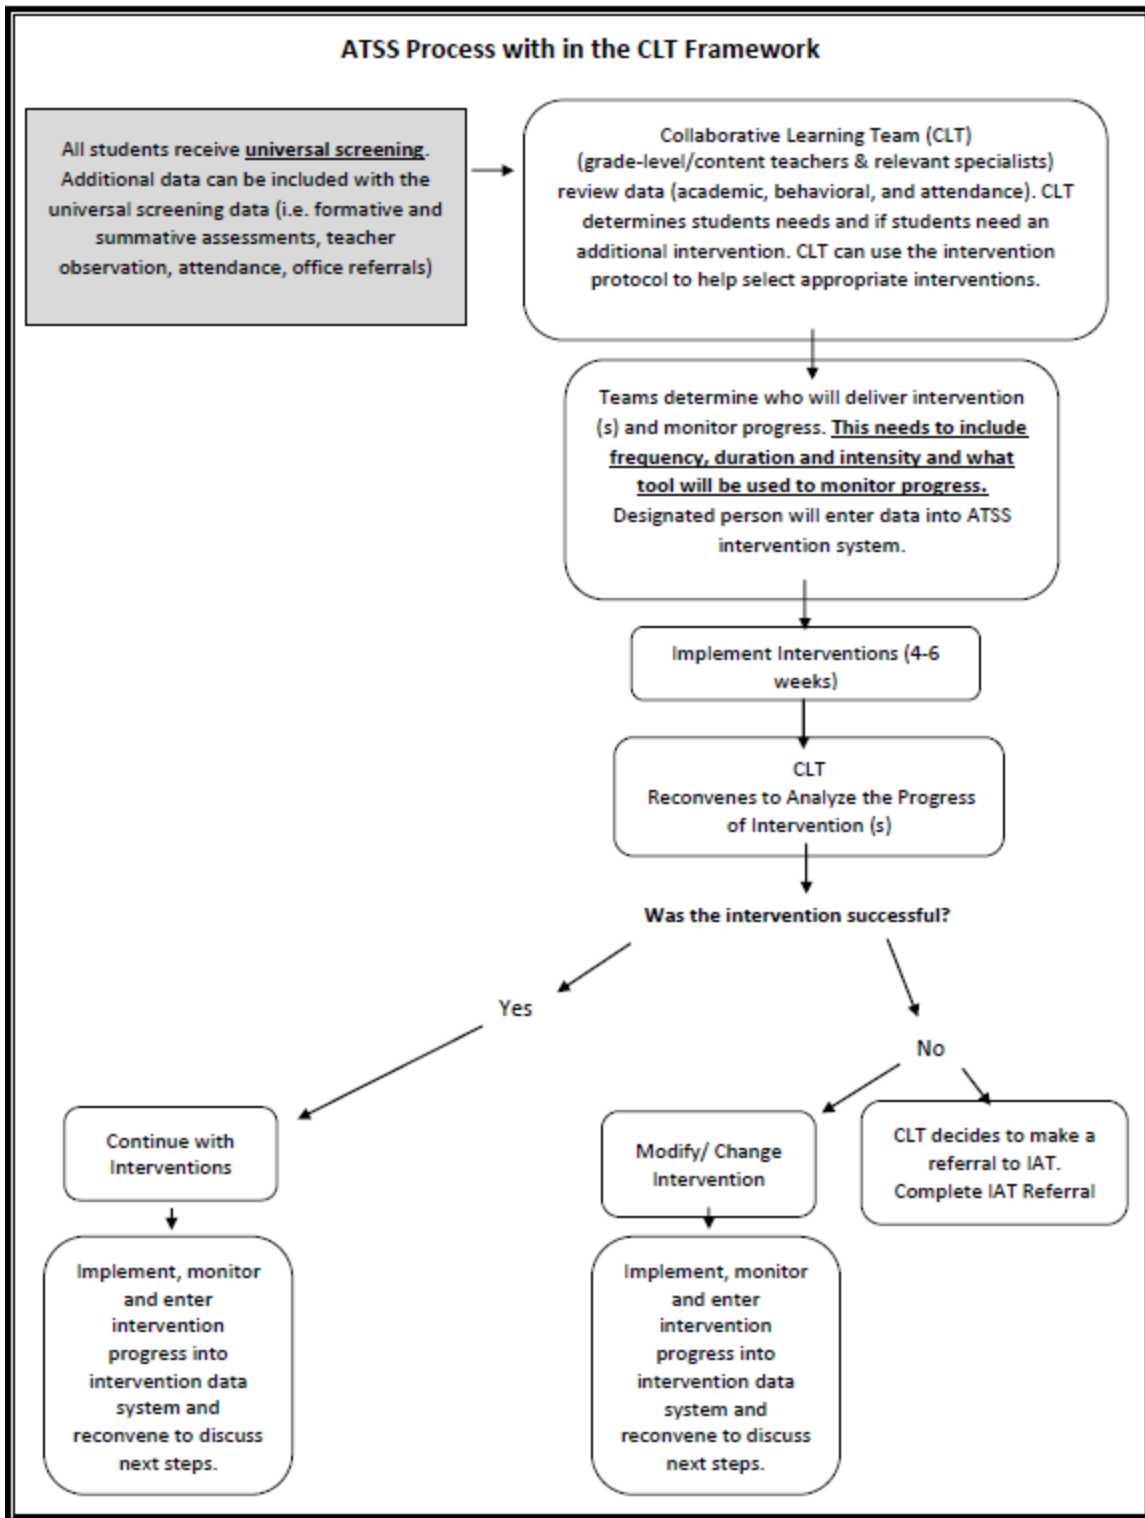 ATSS Process with in the CLT Framework
All students receive universal screening.
Additional data can be included with the
universal screening data (i.e. formative and
summative assessments, teacher
observation, attendance, office referrals)
Collaborative Learning Team (CLT)
(grade-level/content teachers & relevant specialists)
review data (academic, behavioral, and attendance). CLT
determines students needs and if students need an
additional intervention. CLT can use the intervention
protocol to help select appropriate interventions.
Teams determine who will deliver intervention
(s) and monitor progress. This needs to include
frequency, duration and intensity and what
tool will be used to monitor progress.
Designated person will enter data into ATSS
intervention system.
Implement Interventions (4-6
weeks)
CLT
Reconvenes to Analyze the Progress
of Intervention (s)
Was the intervention successful?
Yes
No
Continue with
Interventions
Modify/ Change
Intervention
CLT decides to make a
referral to IAT.
Complete IAT Referral
Implement, monitor
and enter
intervention
progress into
intervention data
system and
reconvene to discuss
next steps.
Implement, monitor
and enter
intervention
progress into
intervention data
system and
reconvene to discuss
next steps.